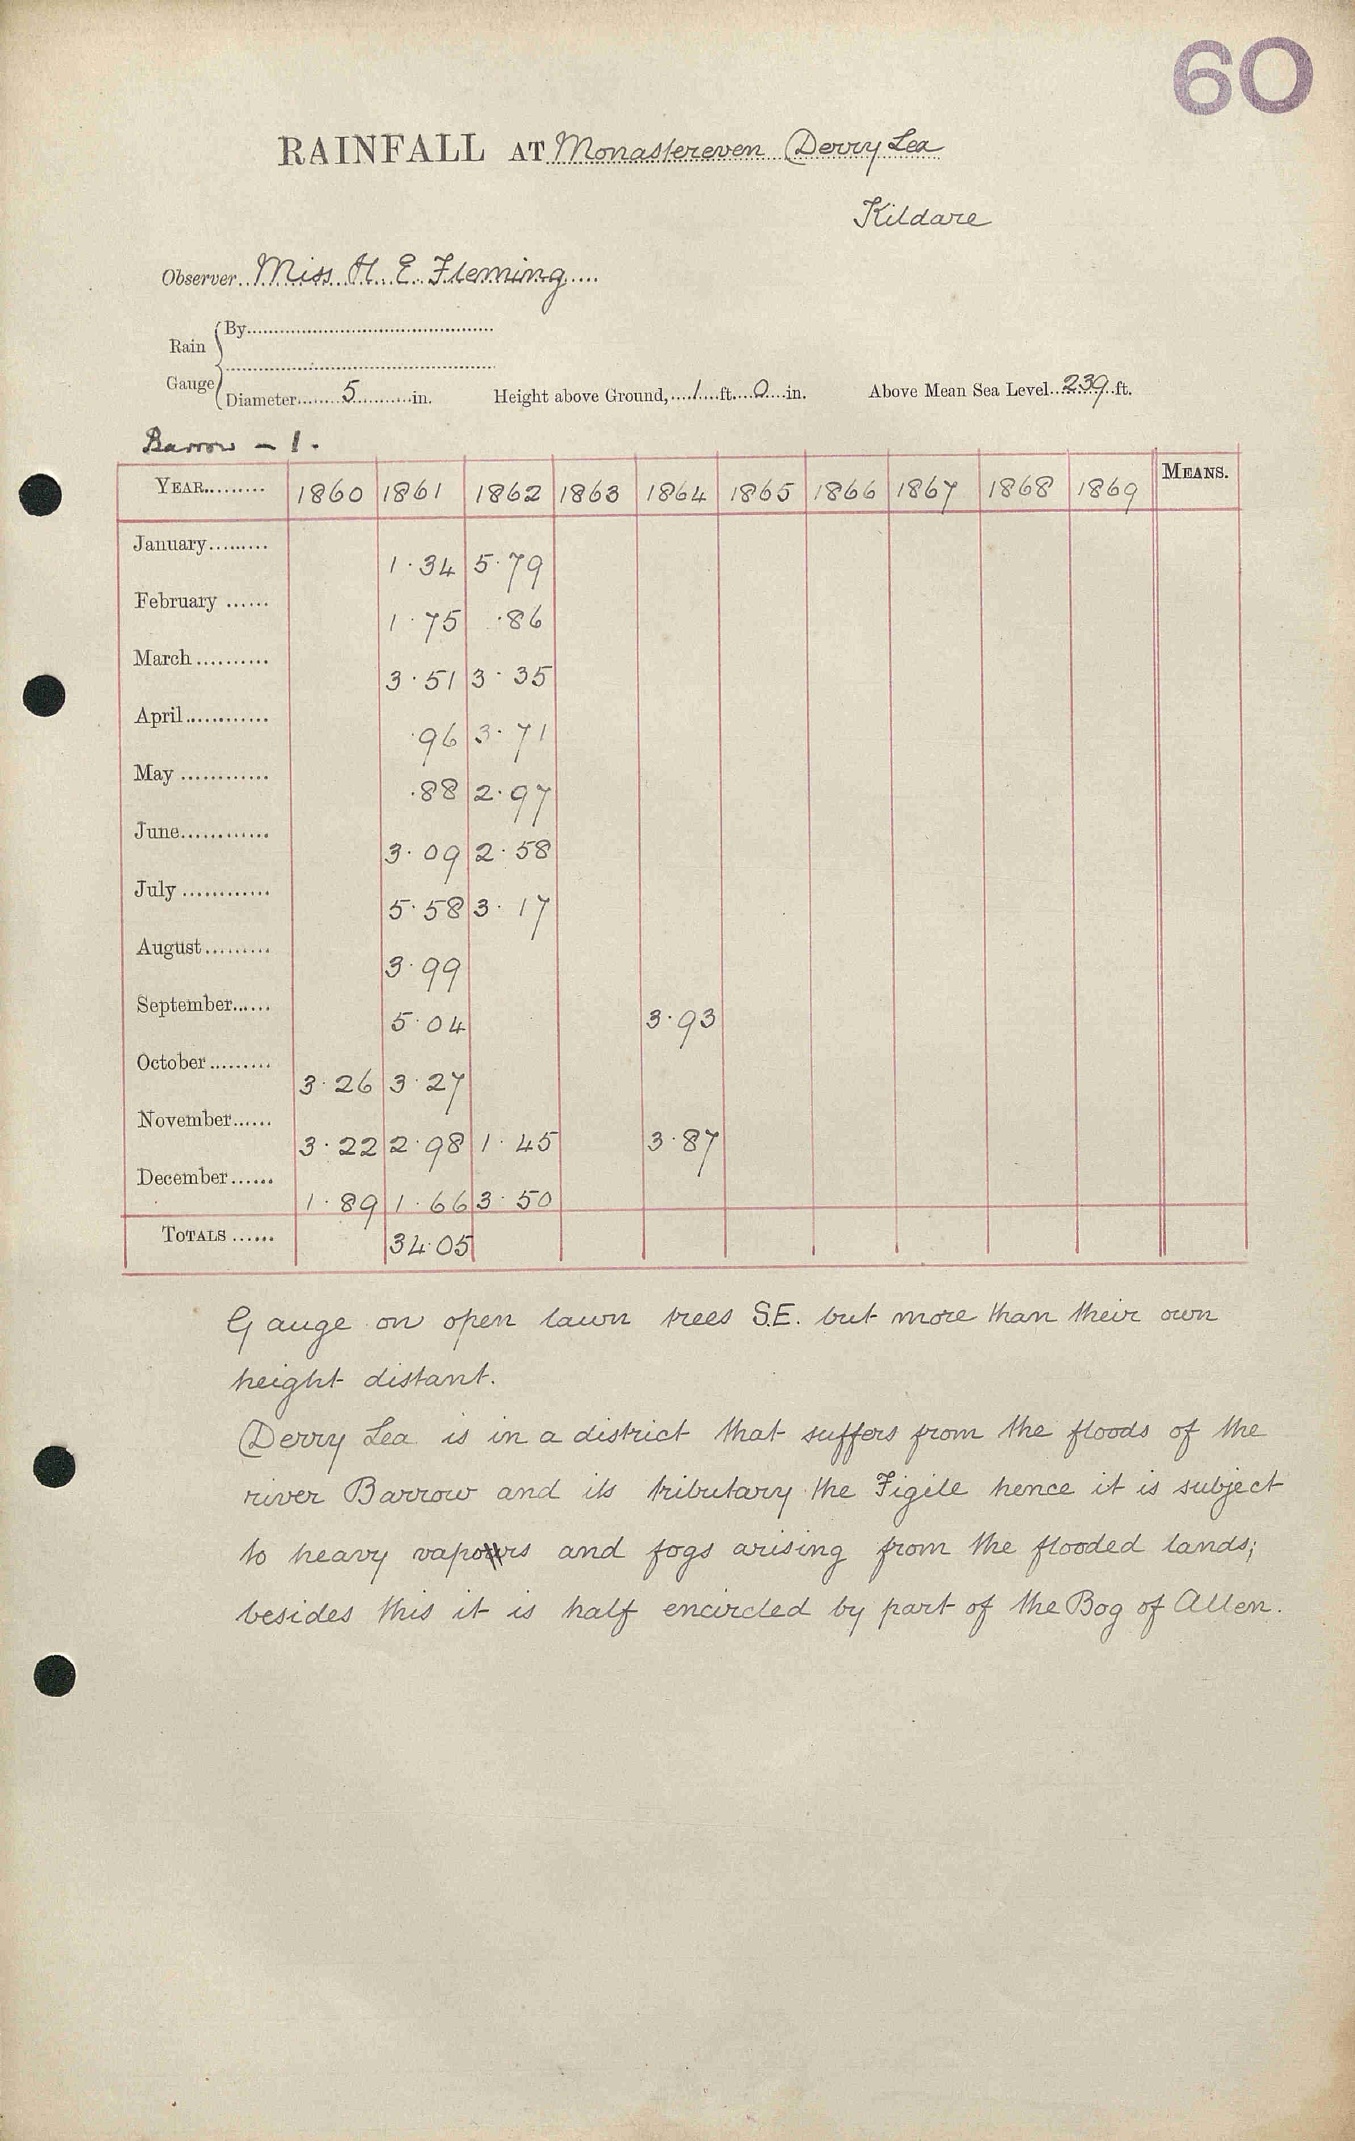 60
RAINFALL AT Monastereven Derry Lea
Kildare
Observer Miss H. E. Fleming
Rain Gauge { By
Diameter 5 in. Height above Ground, 1 ft. 0 in. Above Mean Sea Level 239 ft.
Barrow - 1.
YEAR 1860 1861 1862 1863 1864 1865 1866 1867 1868 1869 MEANS.
January 1.34 5.79
February 1.75 .86
March 3.51 3.35
April .96 3.71
May .88 2.97
June 3.09 2.58
July 5.58 3.17
August 3.99
September 5.04 3.93
October 3.26 3.27
November 3.22 2.98 1.45 3.87
December 1.89 1.66 3.50
TOTALS 34.05
Gauge on open lawn trees S.E. but more than their own
height distant.
Derry Lea is in a district that suffers from the floods of the
river Barrow and its tributary the Figile hence it is subject
to heavy vapours and fogs arising from the flooded lands;
besides this it is half encircled by part of the Bog of Allen.